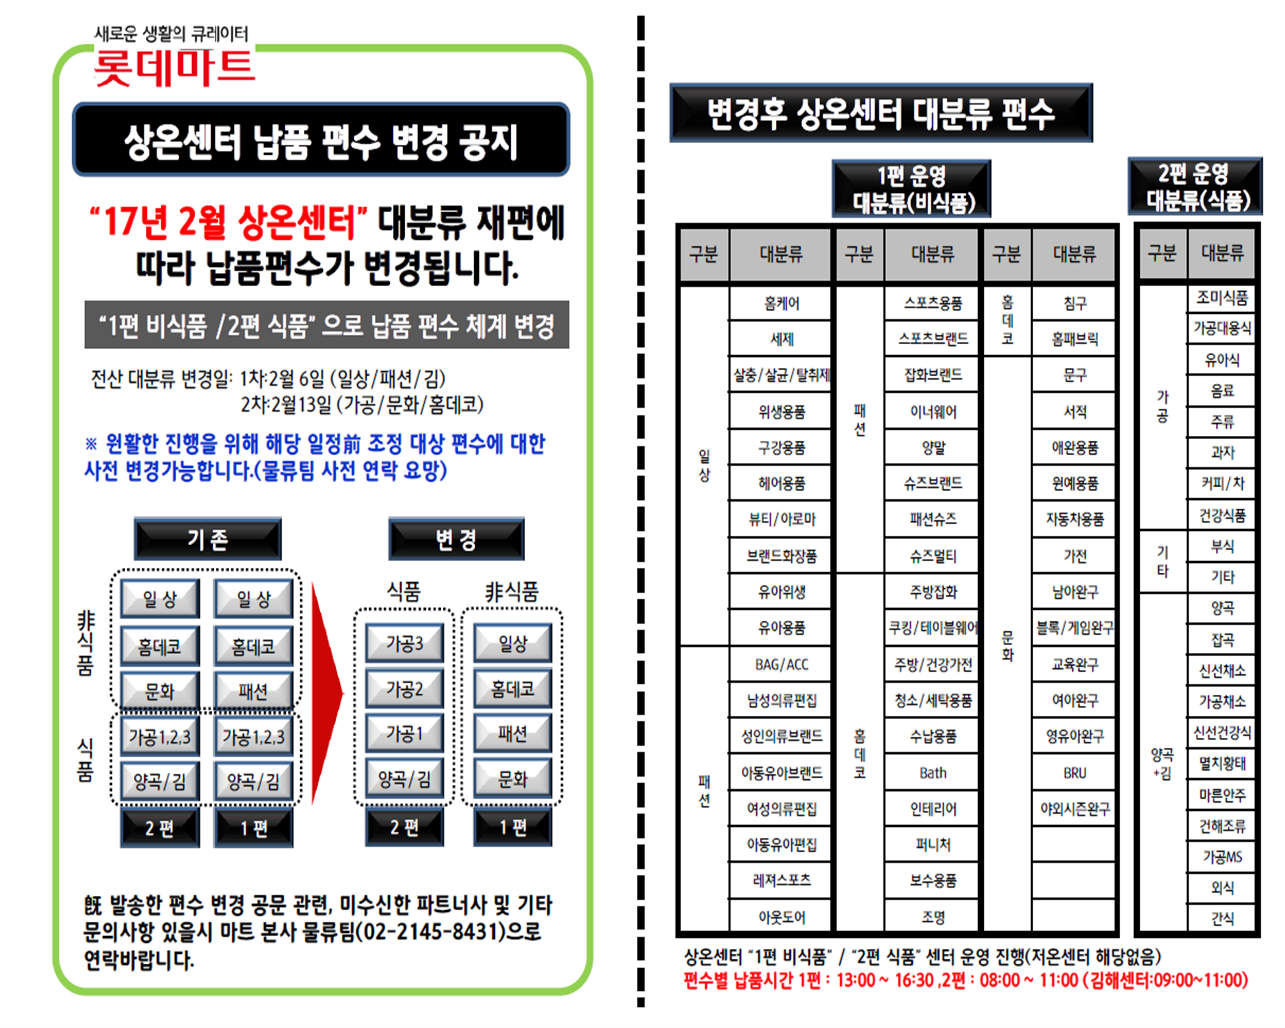 새로운 생활의 큐레이터
롯데마트
상온센터 납품 편수 변경 공지
“17년 2월 상온센터” 대분류 재편에
따라 납품편수가 변경됩니다.
“1편 비식품 /2편 식품” 으로 납품 편수 체계 변경
전산 대분류 변경일: 1차:2월 6일 (일상/패션/김)
2차:2월13일 (가공/문화/홈데코)
※ 원활한 진행을 위해 해당 일정前 조정 대상 편수에 대한
사전 변경가능합니다.(물류팀 사전 연락 요망)
기 존
변 경
식품
非식품
非식품
일 상
일 상
홈데코
홈데코
문화
패션
식품
가공1,2,3
가공1,2,3
양곡/김
양곡/김
2 편
1 편
가공3
일상
가공2
홈데코
가공1
패션
양곡/김
문화
2 편
1 편
旣 발송한 편수 변경 공문 관련, 미수신한 파트너사 및 기타
문의사항 있을시 마트 본사 물류팀(02-2145-8431)으로
연락바랍니다.
변경후 상온센터 대분류 편수
1편 운영
대분류(비식품)
구분
대분류
일상
홈케어
세제
살충/살균/탈취제
위생용품
구강용품
헤어용품
뷰티/아로마
브랜드화장품
유아위생
유아용품
패션
BAG/ACC
남성의류편집
성인의류브랜드
아동유아브랜드
여성의류편집
아동유아편집
레져스포츠
아웃도어
구분
대분류
패션
스포츠용품
스포츠브랜드
잡화브랜드
이너웨어
양말
슈즈브랜드
패션슈즈
슈즈멀티
홈데코
주방잡화
쿠킹/테이블웨어
주방/건강가전
청소/세탁용품
수납용품
Bath
인테리어
퍼니처
보수용품
조명
구분
대분류
홈데코
침구
홈패브릭
문화
문구
서적
애완용품
원예용품
자동차용품
가전
남아완구
블록/게임완구
교육완구
여아완구
영유아완구
BRU
야외시즌완구
2편 운영
대분류(식품)
구분
대분류
가공
조미식품
가공대용식
유아식
음료
주류
과자
커피/차
건강식품
기타
부식
기타
양곡+김
양곡
잡곡
신선채소
가공채소
신선건강식
멸치황태
마른안주
건해조류
가공MS
외식
간식
상온센터 “1편 비식품” / “2편 식품” 센터 운영 진행(저온센터 해당없음)
편수별 납품시간 1편 : 13:00 ~ 16:30 ,2편 : 08:00 ~ 11:00 (김해센터:09:00~11:00)